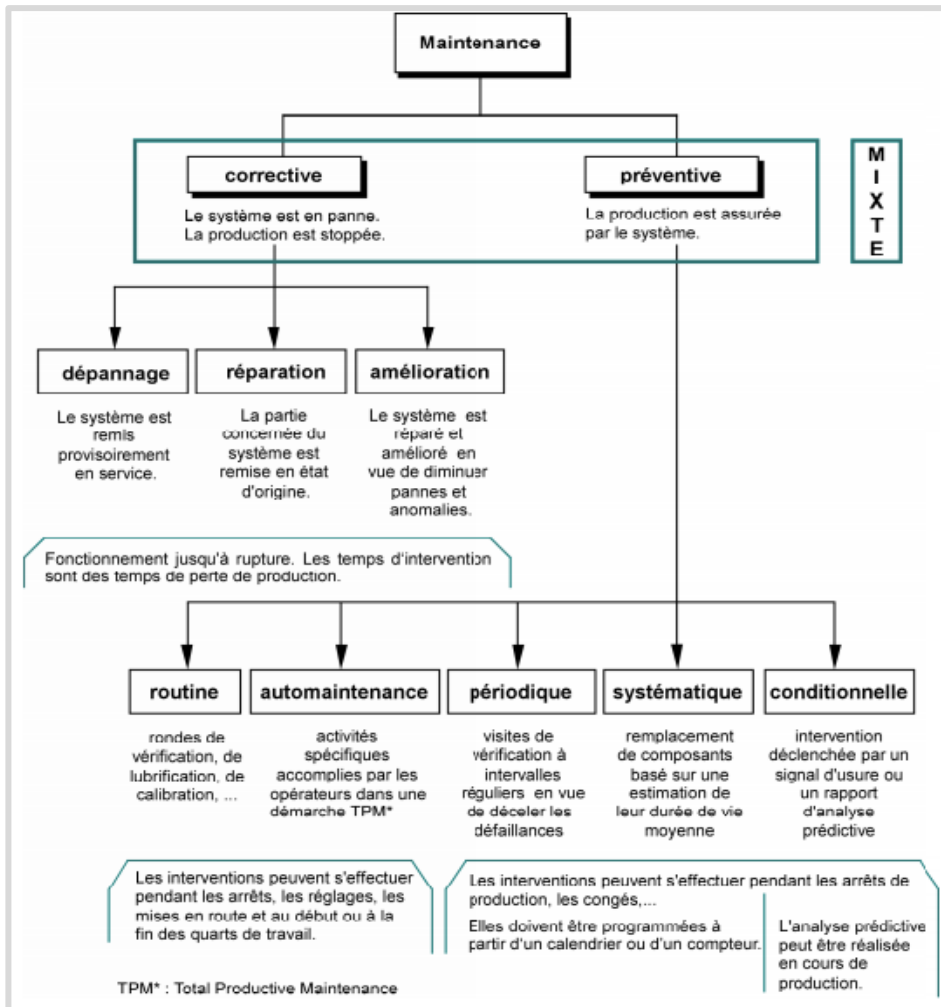 Maintenance
corrective
Le système est en panne.
La production est stoppée.
préventive
La production est assurée
par le système.
M
I
X
T
E
dépannage
Le système est
remis
provisoirement
en service.
réparation
La partie
concernée du
système est
remise en état
d'origine.
amélioration
Le système est
réparé et
amélioré en
vue de diminuer
pannes et
anomalies.
Fonctionnement jusqu'à rupture. Les temps d'intervention
sont des temps de perte de production.
routine
rondes de
vérification, de
lubrification, de
calibration, ...
automaintenance
activités
spécifiques
accomplies par les
opérateurs dans une
démarche TPM*
périodique
visites de
vérification à
intervalles
réguliers en vue
de déceler les
défaillances
systématique
remplacement
de composants
basé sur une
estimation de
leur durée de vie
moyenne
conditionnelle
intervention
déclenchée par un
signal d'usure ou
un rapport
d'analyse
prédictive
Les interventions peuvent s'effectuer
pendant les arrêts, les réglages, les
mises en route et au début ou à la
fin des quarts de travail.
Les interventions peuvent s'effectuer pendant les arrêts de
production, les congés,...
Elles doivent être programmées à
partir d'un calendrier ou d'un compteur.
L'analyse prédictive
peut être réalisée
en cours de
production.
TPM* : Total Productive Maintenance